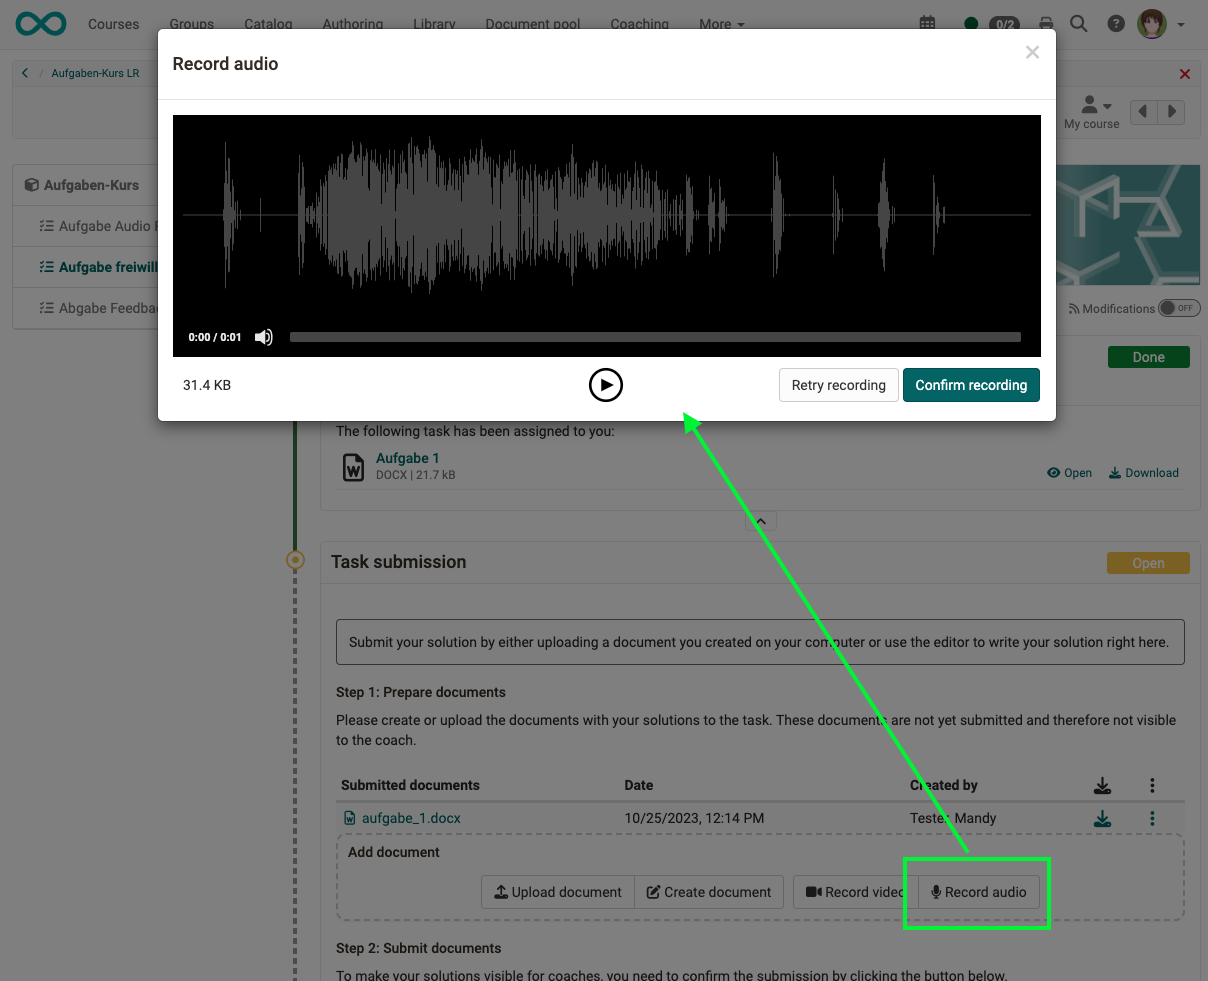 Courses Groups Catalog Authoring Library Document pool Coaching More 0/2
Record audio
Aufgaben-Kurs LR
My course
Aufgaben-Kurs
Aufgabe Audio
Aufgabe freiwill
Abgabe Feedba
Modifications OFF
0:00 / 0:01
31.4 KB
Retry recording Confirm recording
Done
The following task has been assigned to you:
Aufgabe 1
DOCX | 21.7 kB
Open Download
Task submission Open
Submit your solution by either uploading a document you created on your computer or use the editor to write your solution right here.
Step 1: Prepare documents
Please create or upload the documents with your solutions to the task. These documents are not yet submitted and therefore not visible
to the coach.
Submitted documents Date Created by
aufgabe_1.docx 10/25/2023, 12:14 PM Tester Mandy
Add document
Upload document Create document Record video Record audio
Step 2: Submit documents
To make your solutions visible for coaches, you need to confirm the submission by clicking the button below.